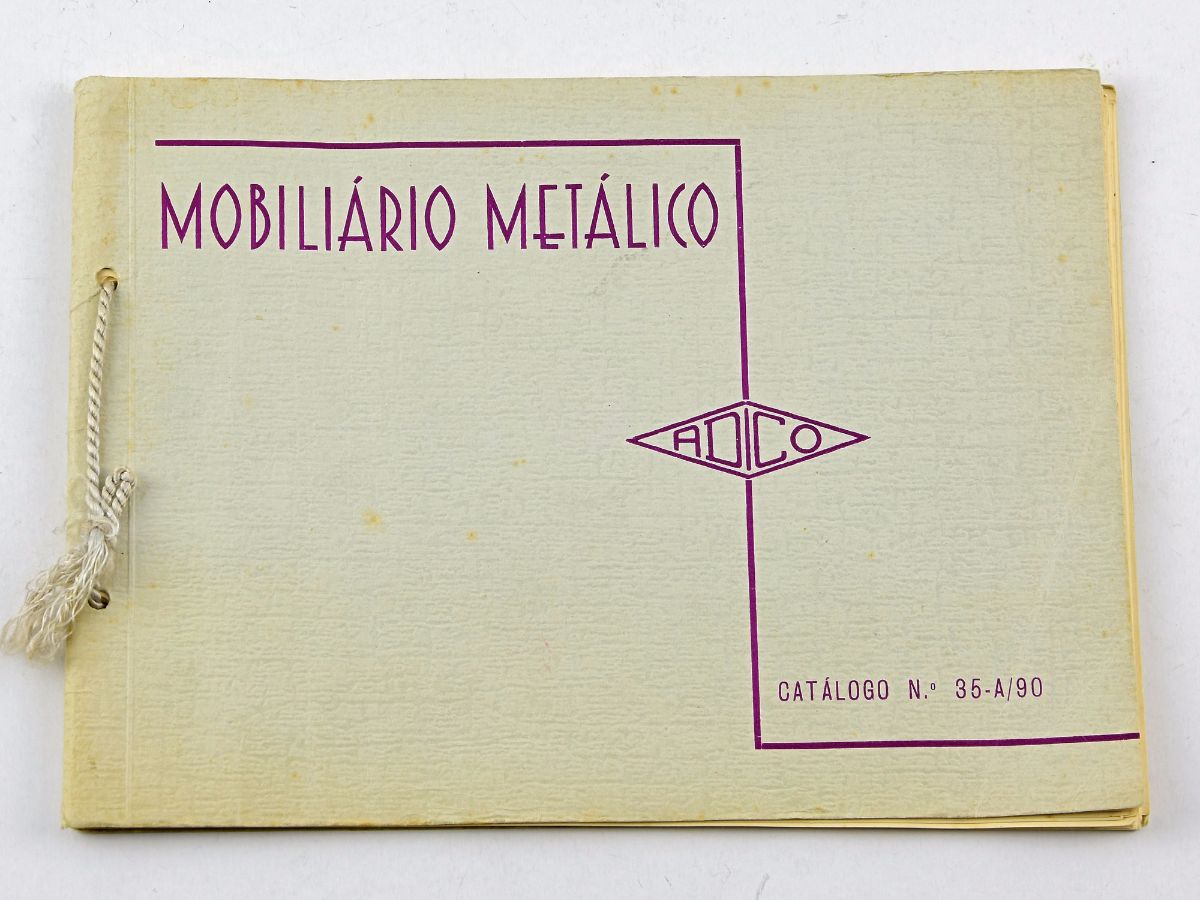 MOBILIÁRIO METÁLICO
ADICO
CATÁLOGO N.º 35-A/90